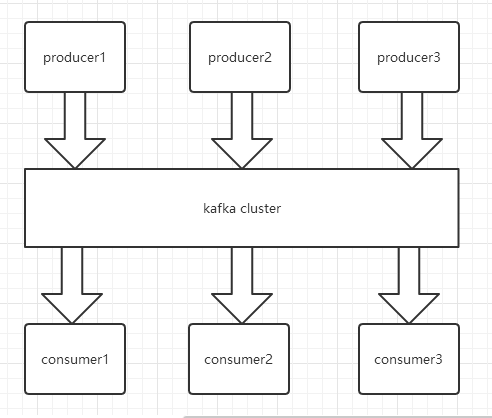 producer1
producer2
producer3
kafka cluster
consumer1
consumer2
consumer3